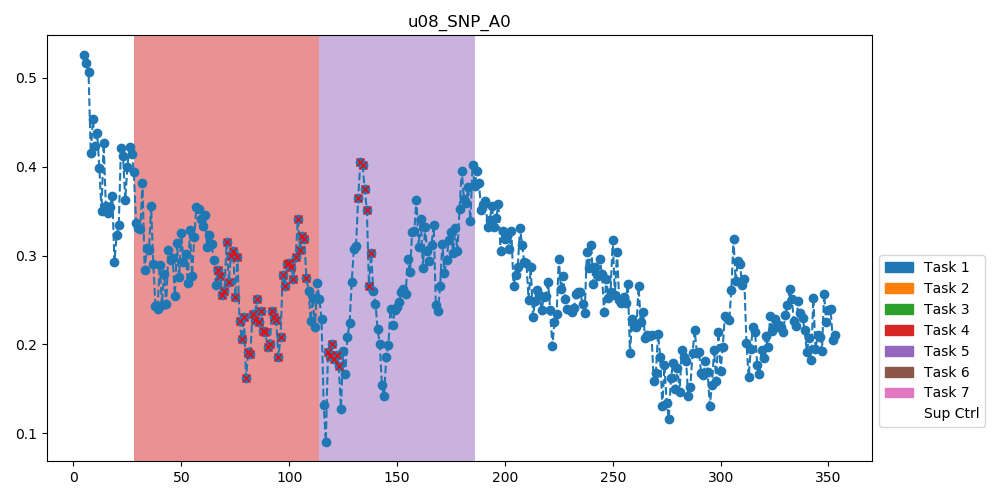 u08_SNP_A0
0.5
0.4
0.3
0.2
0.1
0 50 100 150 200 250 300 350
Task 1
Task 2
Task 3
Task 4
Task 5
Task 6
Task 7
Sup Ctrl